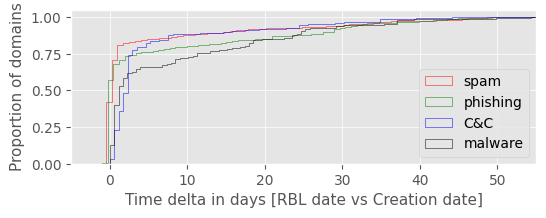 1.00
0.75
0.50
0.25
0.00
Proportion of domains
spam
phishing
C&C
malware
0 10 20 30 40 50
Time delta in days [RBL date vs Creation date]